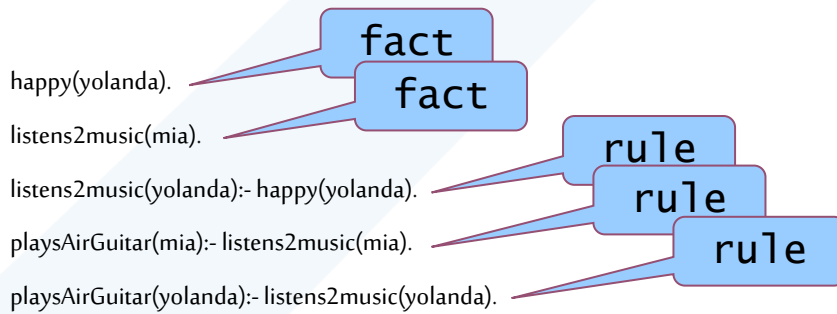 fact
happy(yolanda).
fact
listens2music(mia).
rule
listens2music(yolanda):- happy(yolanda).
rule
playsAirGuitar(mia):- listens2music(mia).
rule
playsAirGuitar(yolanda):- listens2music(yolanda).